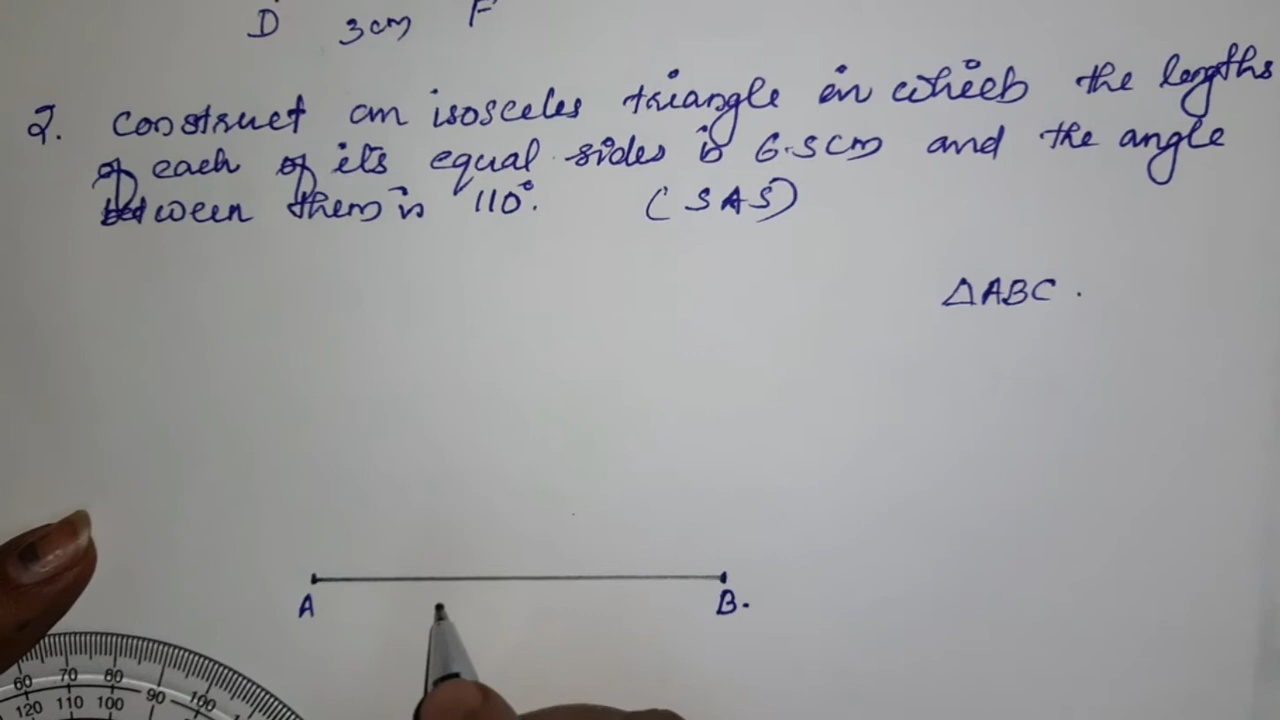 D 3cm F
2. Construct an isosceles triangle in which the lengths
of each of its equal sides is 6.5cm and the angle
between them is 110°. (SAS)
△ABC.
A B.
60 70 80 90 100
120 110 100